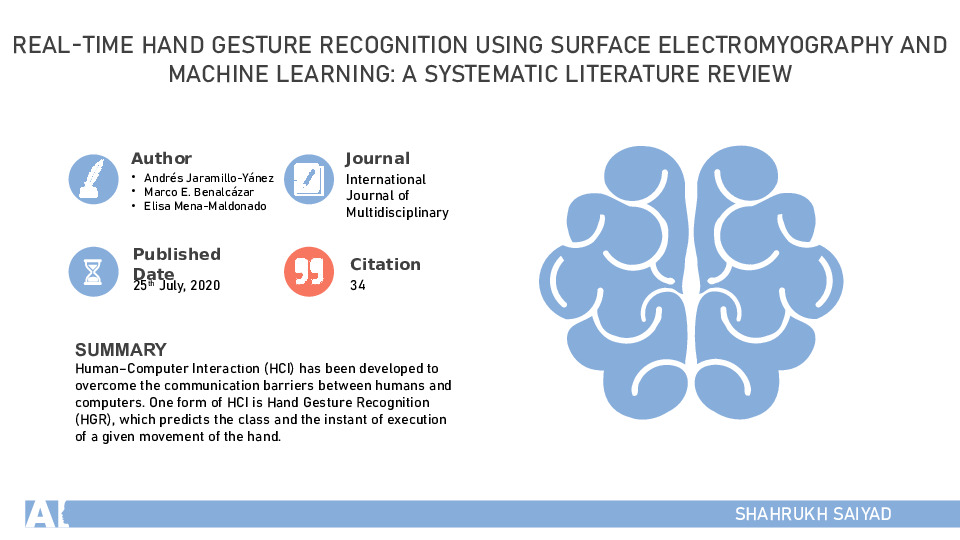 REAL-TIME HAND GESTURE RECOGNITION USING SURFACE ELECTROMYOGRAPHY AND
MACHINE LEARNING: A SYSTEMATIC LITERATURE REVIEW
Author
• Andrés Jaramillo-Yánez
• Marco E. Benalcázar
• Elisa Mena-Maldonado
Journal
International
Journal of
Multidisciplinary
Published
Date
25th July, 2020
Citation
34
SUMMARY
Human–Computer Interaction (HCI) has been developed to
overcome the communication barriers between humans and
computers. One form of HCI is Hand Gesture Recognition
(HGR), which predicts the class and the instant of execution
of a given movement of the hand.
AI
SHAHRUKH SAIYAD